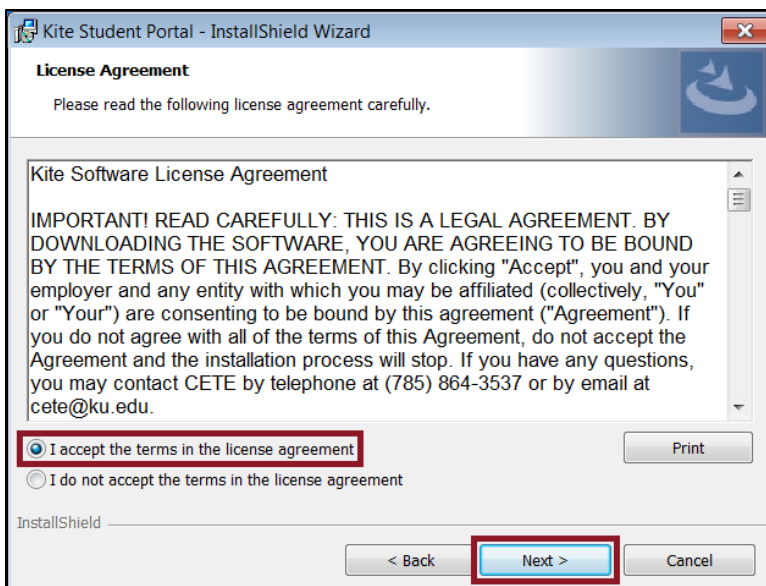 Kite Student Portal - InstallShield Wizard
License Agreement
Please read the following license agreement carefully.
Kite Software License Agreement
IMPORTANT! READ CAREFULLY: THIS IS A LEGAL AGREEMENT. BY
DOWNLOADING THE SOFTWARE, YOU ARE AGREEING TO BE BOUND
BY THE TERMS OF THIS AGREEMENT. By clicking "Accept", you and your
employer and any entity with which you may be affiliated (collectively, "You"
or "Your") are consenting to be bound by this agreement ("Agreement"). If
you do not agree with all of the terms of this Agreement, do not accept the
Agreement and the installation process will stop. If you have any questions,
you may contact CETE by telephone at (785) 864-3537 or by email at
cete@ku.edu.
I accept the terms in the license agreement
Print
I do not accept the terms in the license agreement
InstallShield
< Back
Next >
Cancel